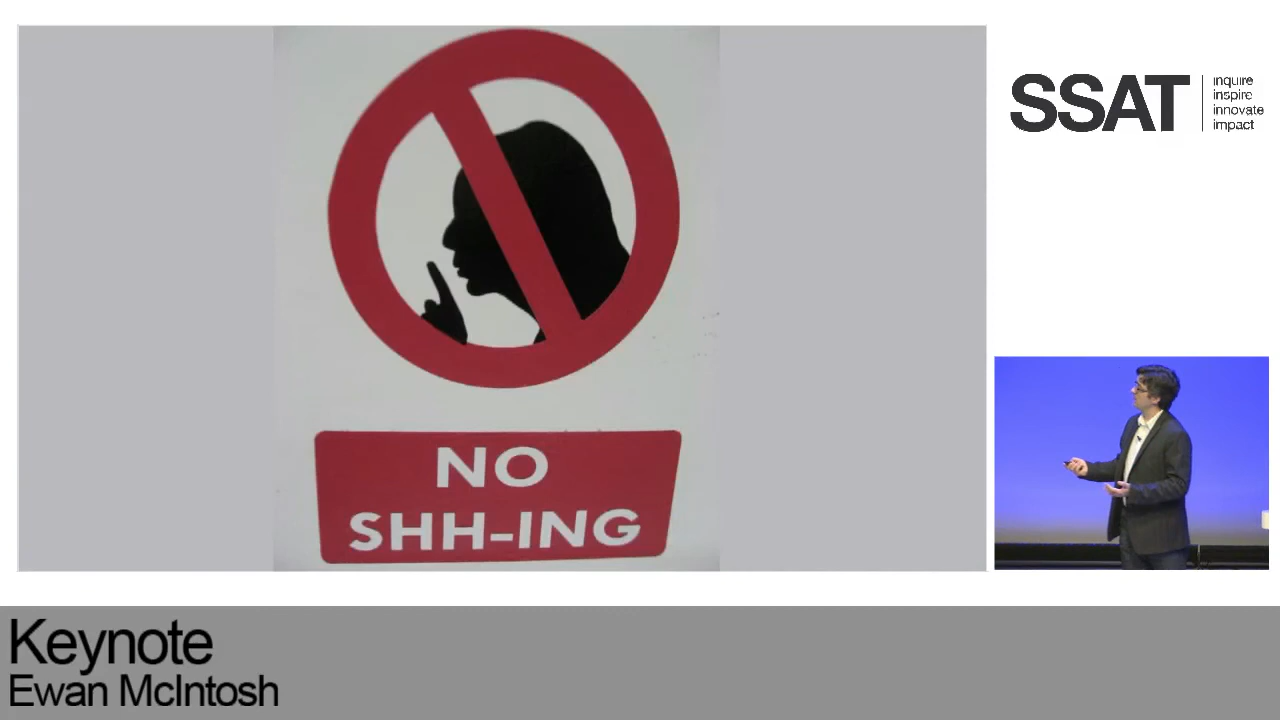 NO
SHH-ING
SSAT
inquire
inspire
innovate
impact
Keynote
Ewan McIntosh